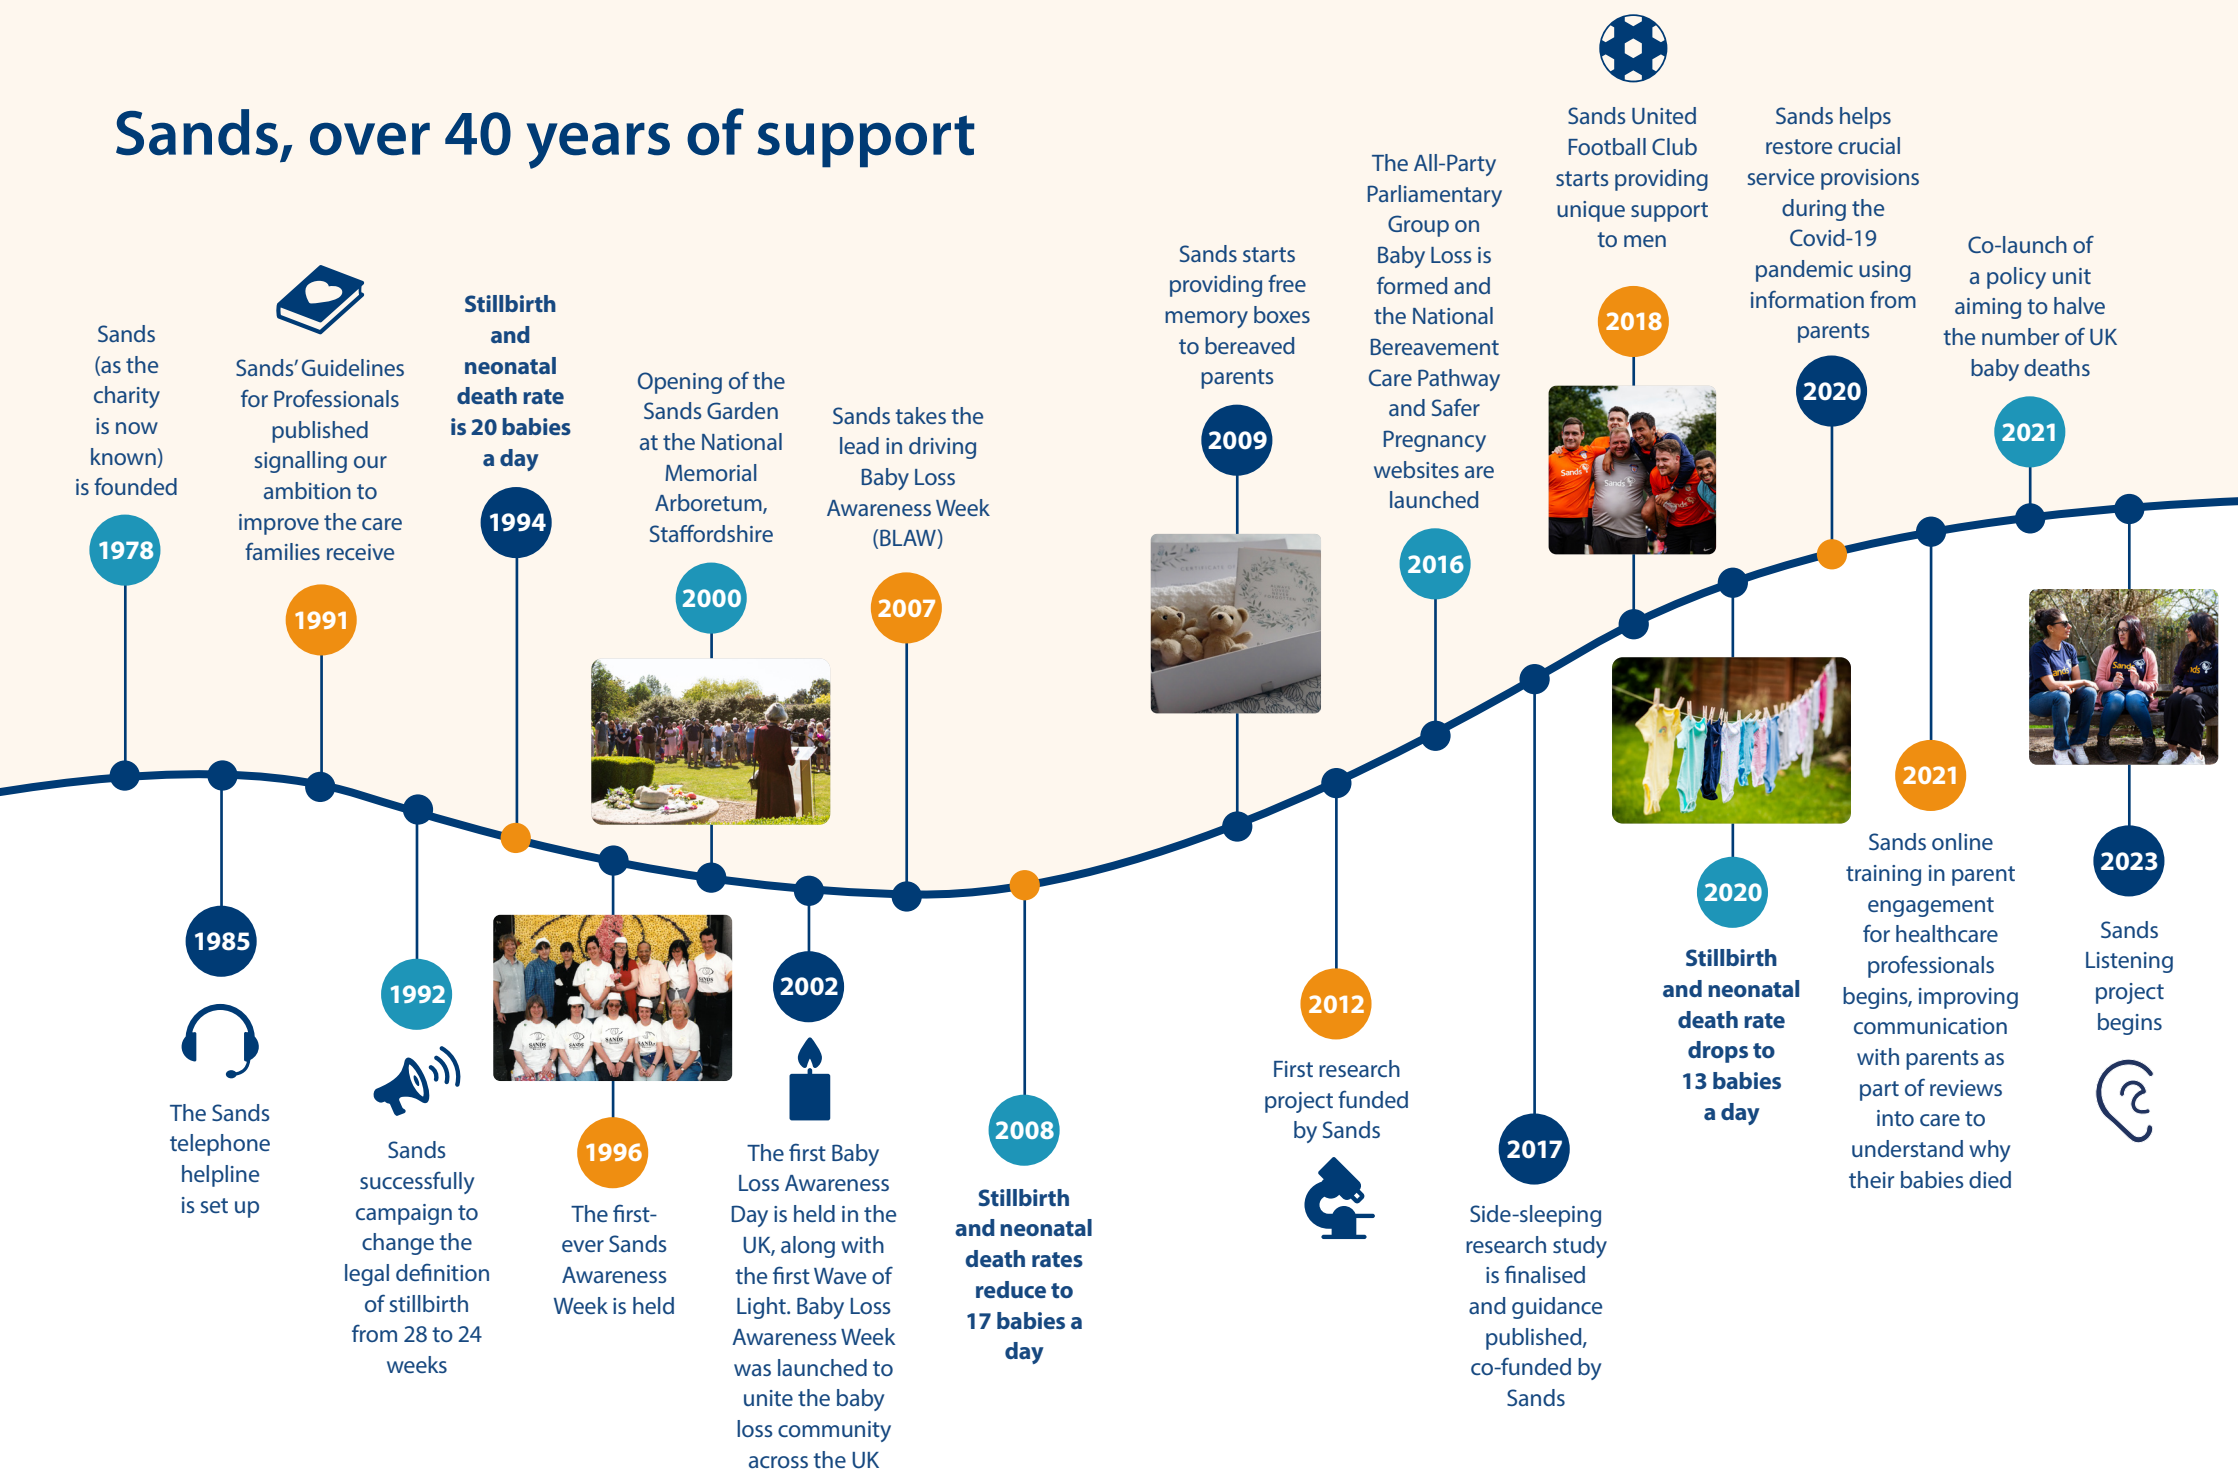 Sands, over 40 years of support
Sands
(as the
charity
is now
known)
is founded
1978
1985
The Sands
telephone
helpline
is set up
Sands' Guidelines
for Professionals
published
signalling our
ambition to
improve the care
families receive
1991
1992
Sands
successfully
campaign to
change the
legal definition
of stillbirth
from 28 to 24
weeks
Stillbirth
and
neonatal
death rate
is 20 babies
a day
1994
SANDS
SANDS
SANDS
SANDS
1996
The first-
ever Sands
Awareness
Week is held
Opening of the
Sands Garden
at the National
Memorial
Arboretum,
Staffordshire
2000
2002
The first Baby
Loss Awareness
Day is held in the
UK, along with
the first Wave of
Light. Baby Loss
Awareness Week
was launched to
unite the baby
loss community
across the UK
Sands takes the
lead in driving
Baby Loss
Awareness Week
(BLAW)
2007
2008
Stillbirth
and neonatal
death rates
reduce to
17 babies a
day
Sands starts
providing free
memory boxes
to bereaved
parents
2009
CERTIFICATE
2012
First research
project funded
by Sands
The All-Party
Parliamentary
Group on
Baby Loss is
formed and
the National
Bereavement
Care Pathway
and Safer
Pregnancy
websites are
launched
2016
2017
Side-sleeping
research study
is finalised
and guidance
published,
co-funded by
Sands
Sands United
Football Club
starts providing
unique support
to men
2018
Sands
Sands
2020
Stillbirth
and neonatal
death rate
drops to
13 babies
a day
Sands helps
restore crucial
service provisions
during the
Covid-19
pandemic using
information from
parents
2020
2021
Sands online
training in parent
engagement
for healthcare
professionals
begins, improving
communication
with parents as
part of reviews
into care to
understand why
their babies died
Co-launch of
a policy unit
aiming to halve
the number of UK
baby deaths
2021
Sands
2023
Sands
Listening
project
begins